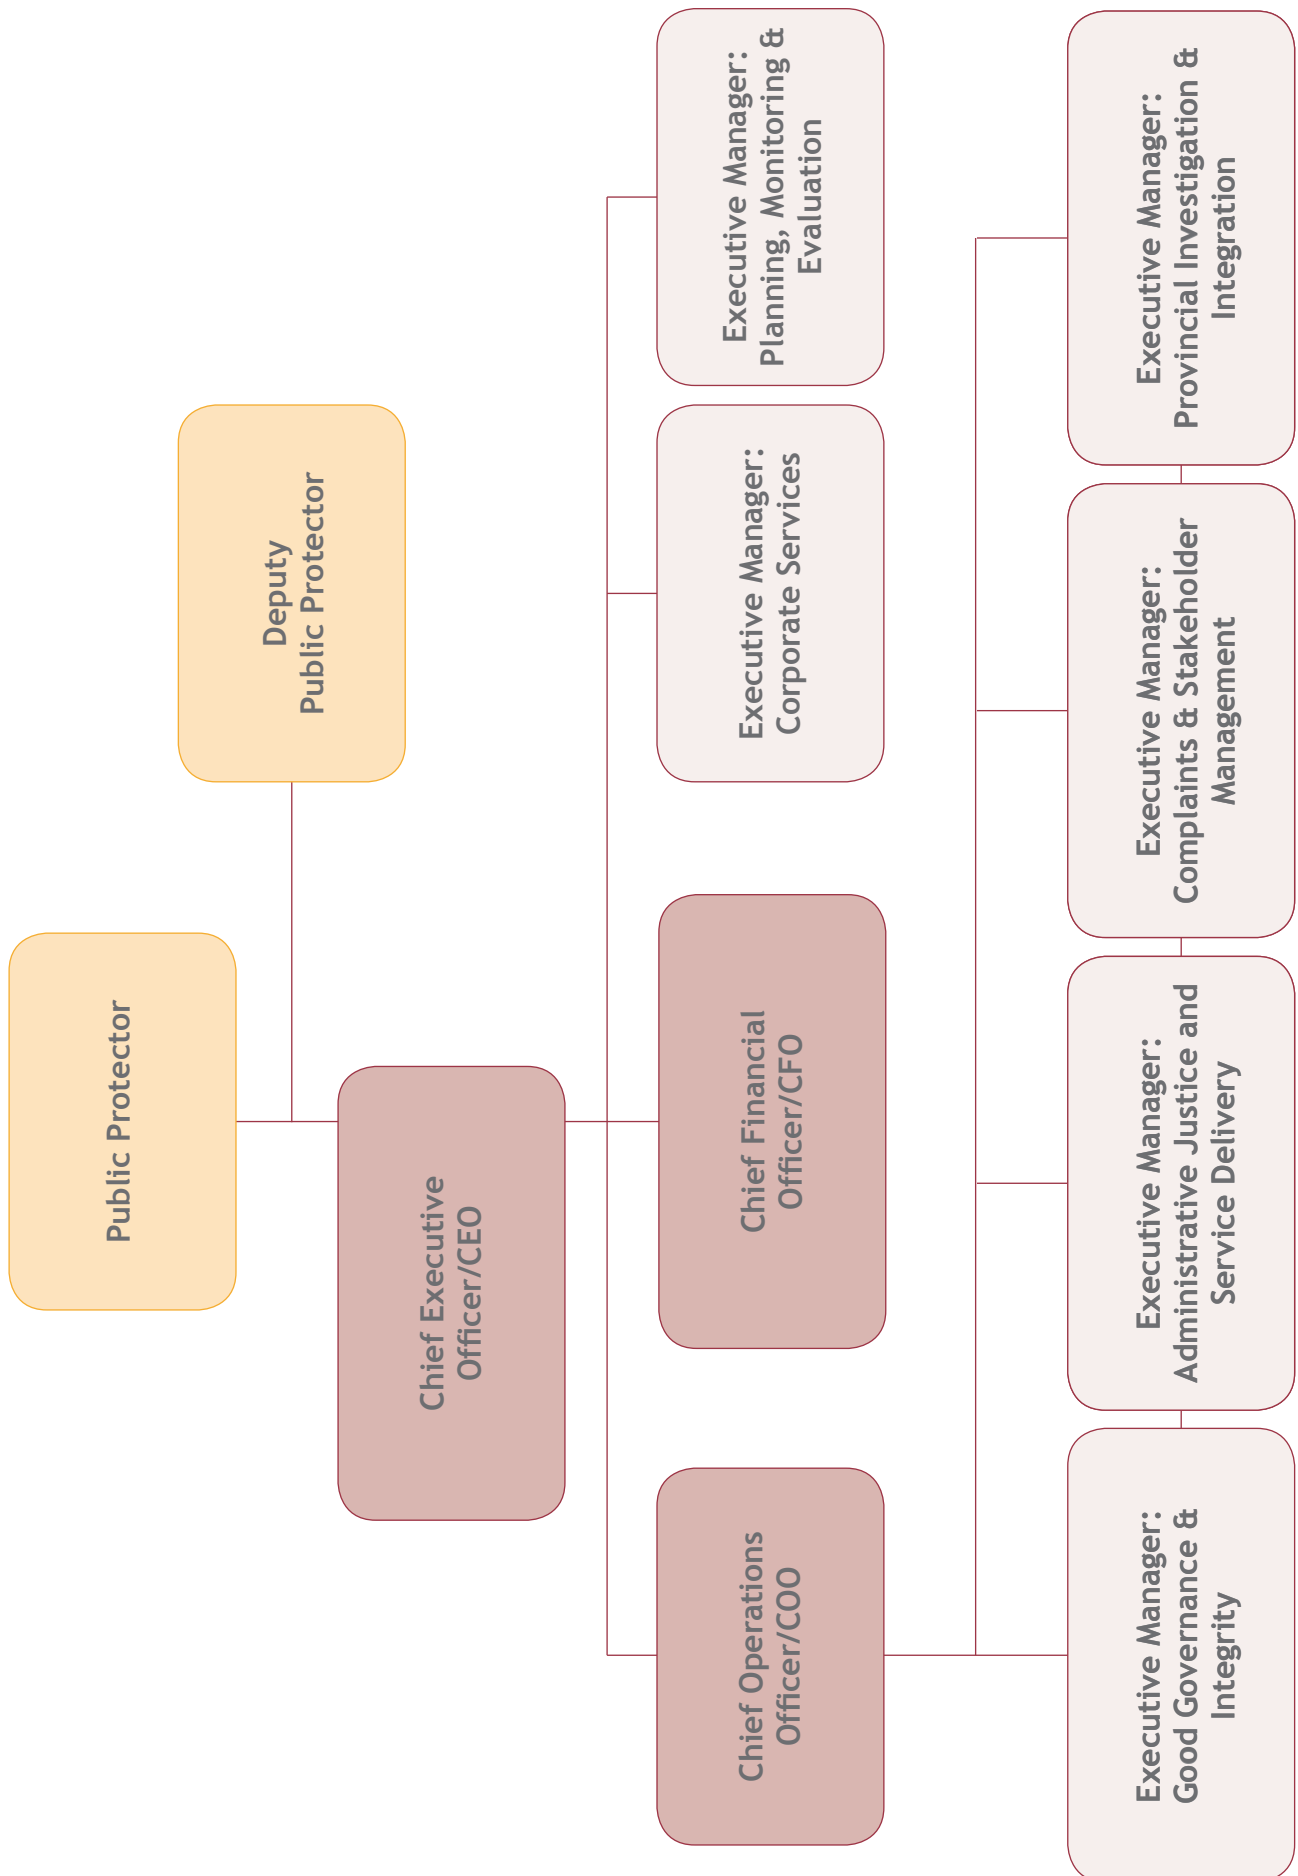 Public Protector
Deputy
Public Protector
Chief Executive
Officer/CEO
Chief Operations
Officer/COO
Chief Financial
Officer/CFO
Executive Manager:
Corporate Services
Executive Manager:
Planning, Monitoring &
Evaluation
Executive Manager:
Good Governance &
Integrity
Executive Manager:
Administrative Justice and
Service Delivery
Executive Manager:
Complaints & Stakeholder
Management
Executive Manager:
Provincial Investigation &
Integration